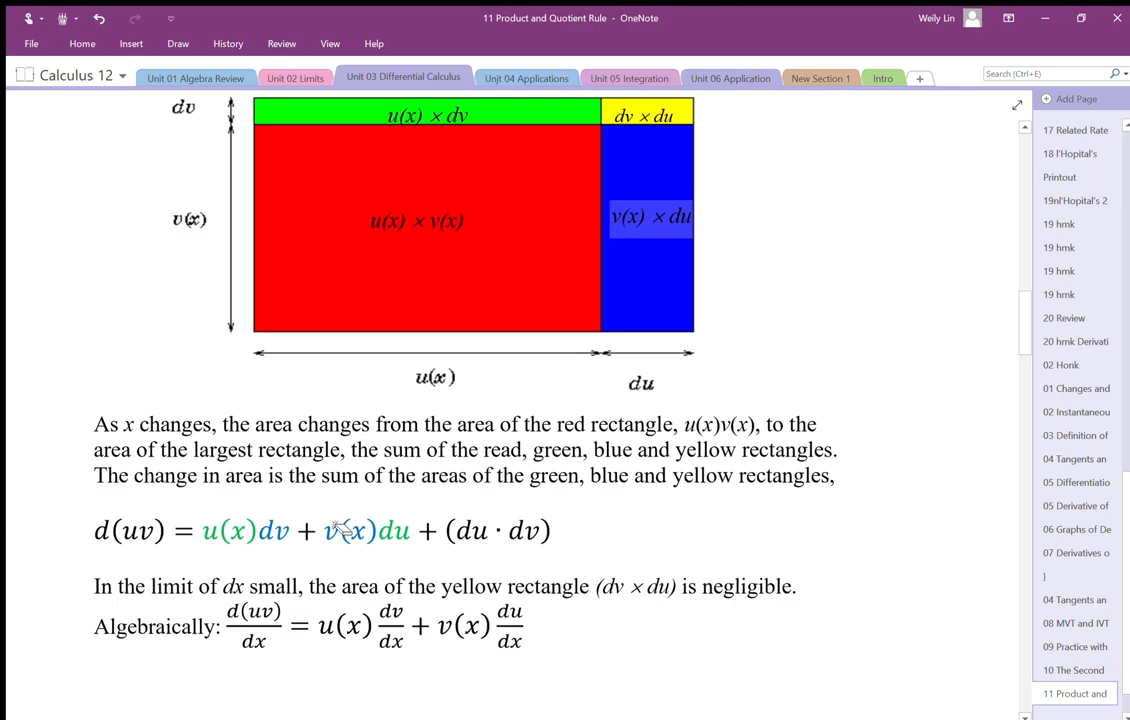 11 Product and Quotient Rule - OneNote
Weily Lin
File Home Insert Draw History Review View Help
Calculus 12
Unit 01 Algebra Review
Unit 02 Limits
Unit 03 Differential Calculus
Unit 04 Applications
Unit 05 Integration
Unit 06 Application
New Section 1
Intro
+
Search (Ctrl+E)
dv
u(x) × dv
dv × du
v(x)
u(x) × v(x)
v(x) × du
u(x)
du
As x changes, the area changes from the area of the red rectangle, u(x)v(x), to the
area of the largest rectangle, the sum of the read, green, blue and yellow rectangles.
The change in area is the sum of the areas of the green, blue and yellow rectangles,
d(uv) = u(x)dv + v(x)du + (du · dv)
In the limit of dx small, the area of the yellow rectangle (dv × du) is negligible.
Algebraically: d(uv)/dx = u(x) dv/dx + v(x) du/dx
Add Page
17 Related Rate
18 l'Hopital's
Printout
19nl'Hopital's 2
19 hmk
19 hmk
19 hmk
19 hmk
20 Review
20 hmk Derivati
02 Honk
01 Changes and
02 Instantaneou
03 Definition of
04 Tangents an
05 Differentiatio
05 Derivative of
06 Graphs of De
07 Derivatives o
}
04 Tangents an
08 MVT and IVT
09 Practice with
10 The Second
11 Product and